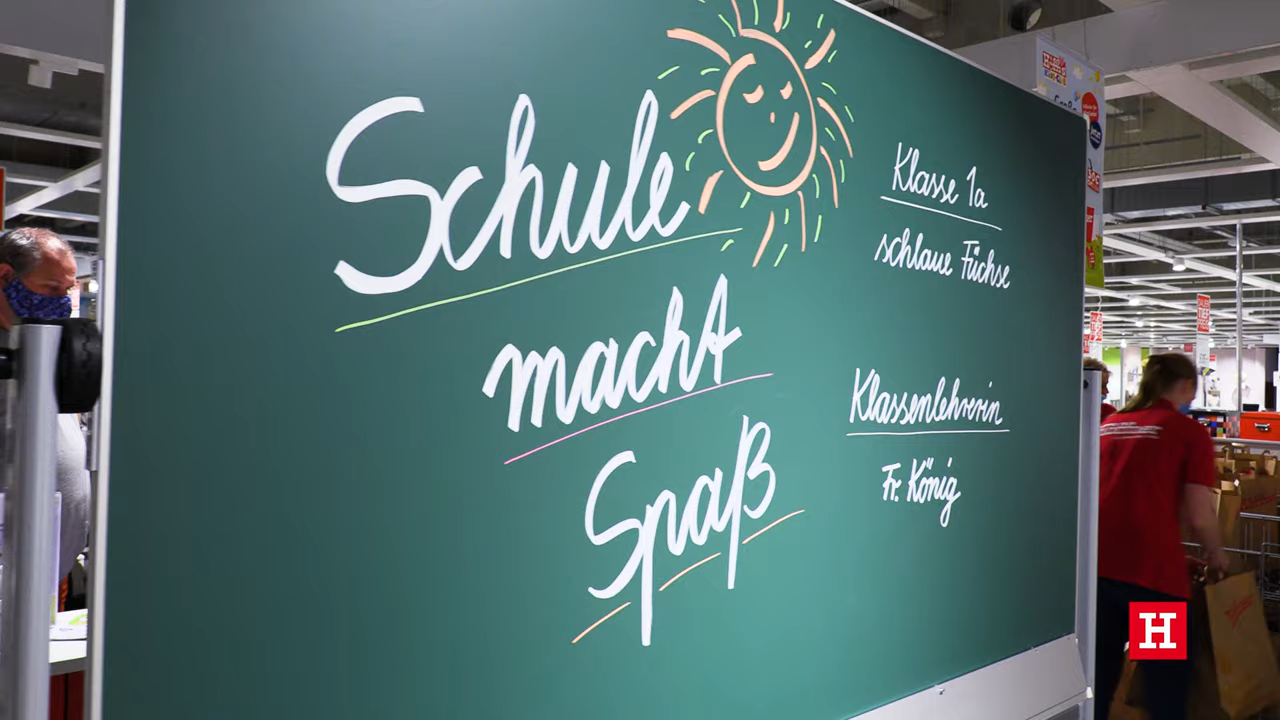 Schule
macht
Spaß
Klasse 1a
schlaue Füchse
Klassenlehrerin
Fr. König
H